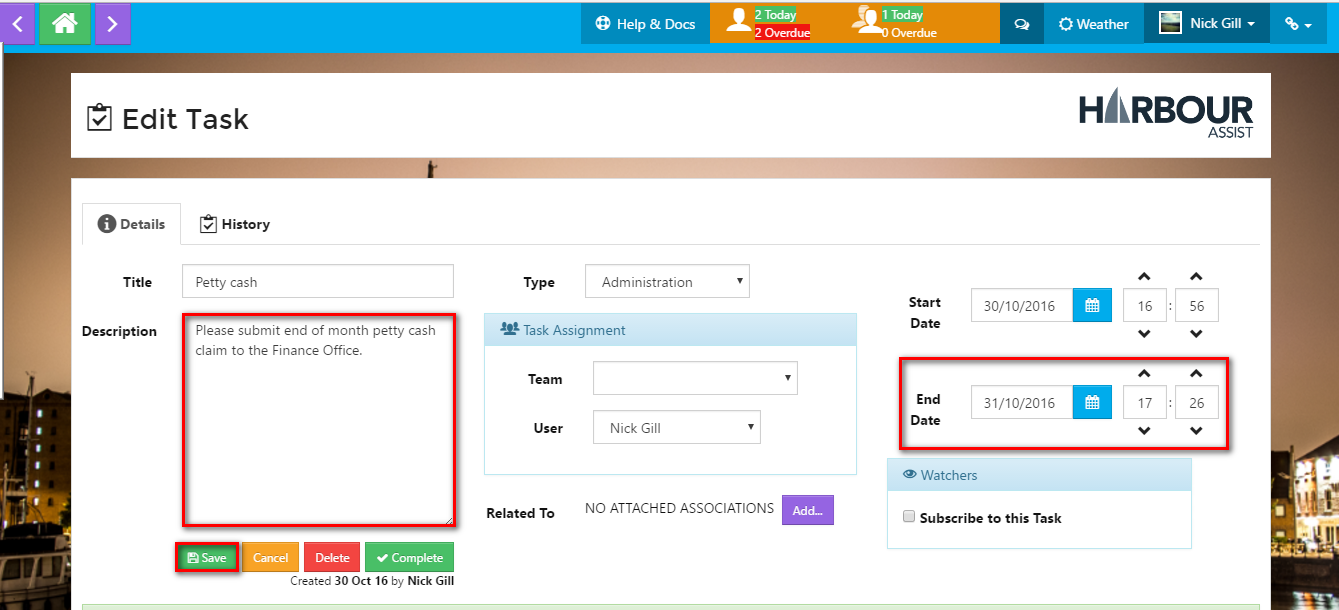 Help & Docs
2 Today
2 Overdue
1 Today
0 Overdue
Weather
Nick Gill
Edit Task
HARBOUR
ASSIST
Details
History
Title
Petty cash
Description
Please submit end of month petty cash
claim to the Finance Office.
Type
Administration
Task Assignment
Team
User
Nick Gill
Related To
NO ATTACHED ASSOCIATIONS
Add...
Start
Date
30/10/2016
16 : 56
End
Date
31/10/2016
17 : 26
Watchers
Subscribe to this Task
Save
Cancel
Delete
Complete
Created 30 Oct 16 by Nick Gill